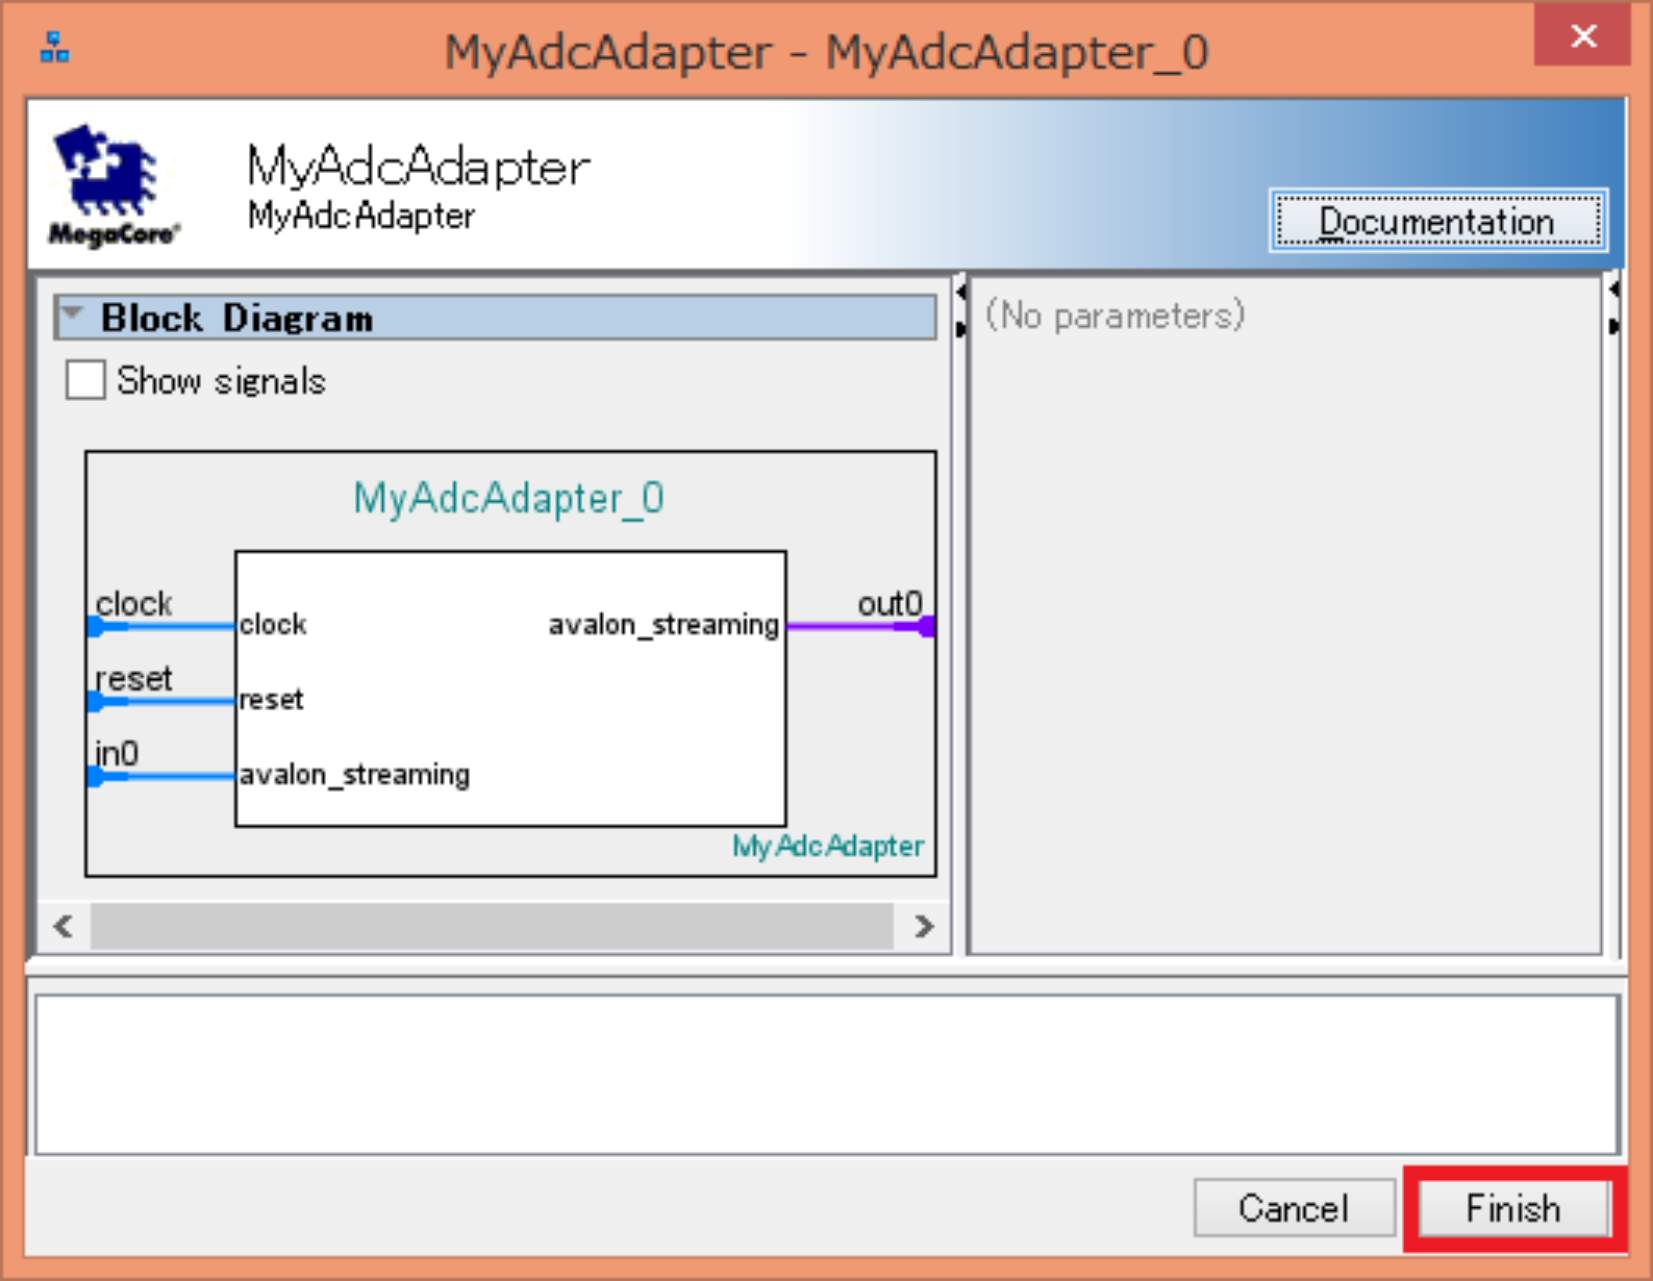 MyAdcAdapter - MyAdcAdapter_0
MegaCore®
MyAdcAdapter
MyAdcAdapter
Documentation
Block Diagram
Show signals
(No parameters)
MyAdcAdapter_0
clock
clock
avalon_streaming
out0
reset
reset
in0
avalon_streaming
MyAdcAdapter
Cancel
Finish